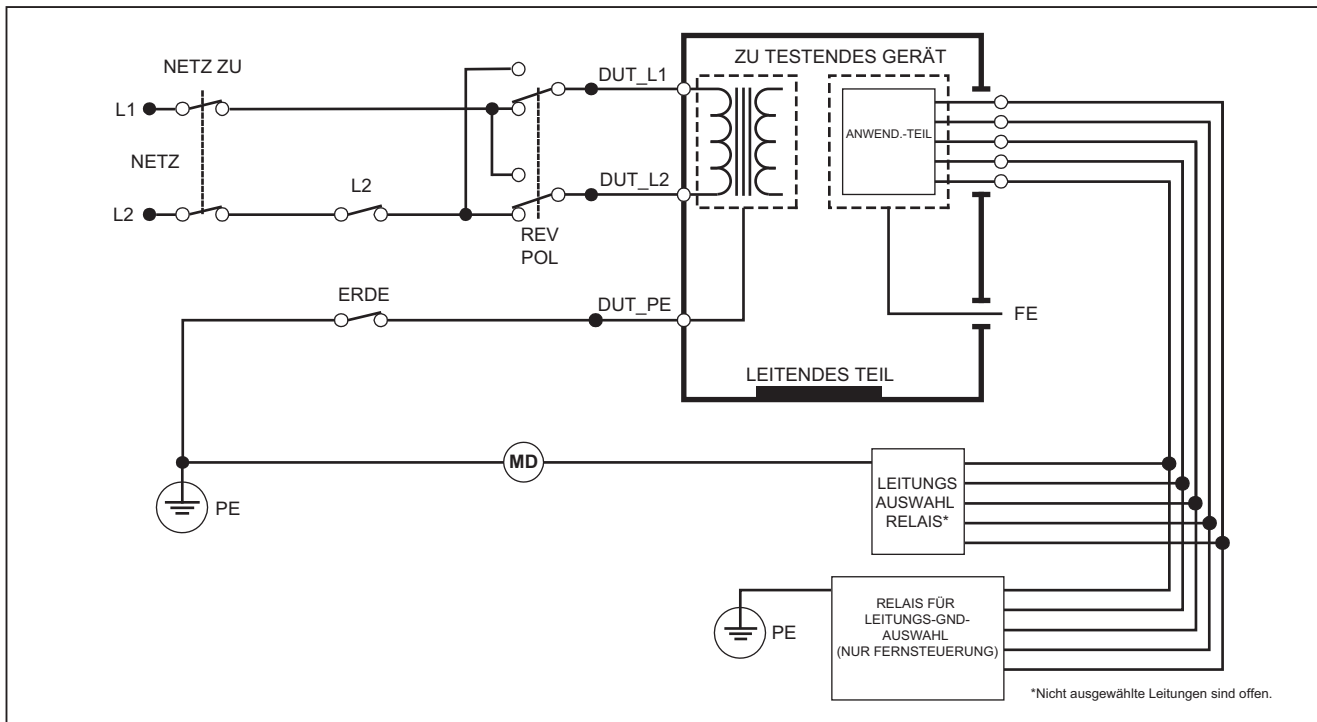 NETZ ZU
L1
NETZ
L2
L2
REV
POL
DUT_L1
DUT_L2
ERDE
DUT_PE
ZU TESTENDES GERÄT
ANWEND.-TEIL
FE
LEITENDES TEIL
MD
PE
LEITUNGS
AUSWAHL
RELAIS*
PE
RELAIS FÜR
LEITUNGS-GND-
AUSWAHL
(NUR FERNSTEUERUNG)
*Nicht ausgewählte Leitungen sind offen.